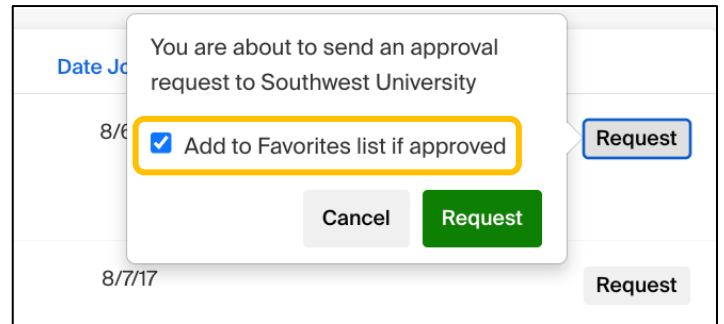 You are about to send an approval
request to Southwest University
Date Jo
8/6
Add to Favorites list if approved
Request
Cancel
Request
8/7/17
Request